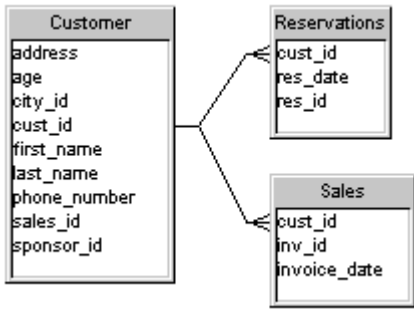 Customer
address
age
city_id
cust_id
first_name
last_name
phone_number
sales_id
sponsor_id
Reservations
cust_id
res_date
res_id
Sales
cust_id
inv_id
invoice_date